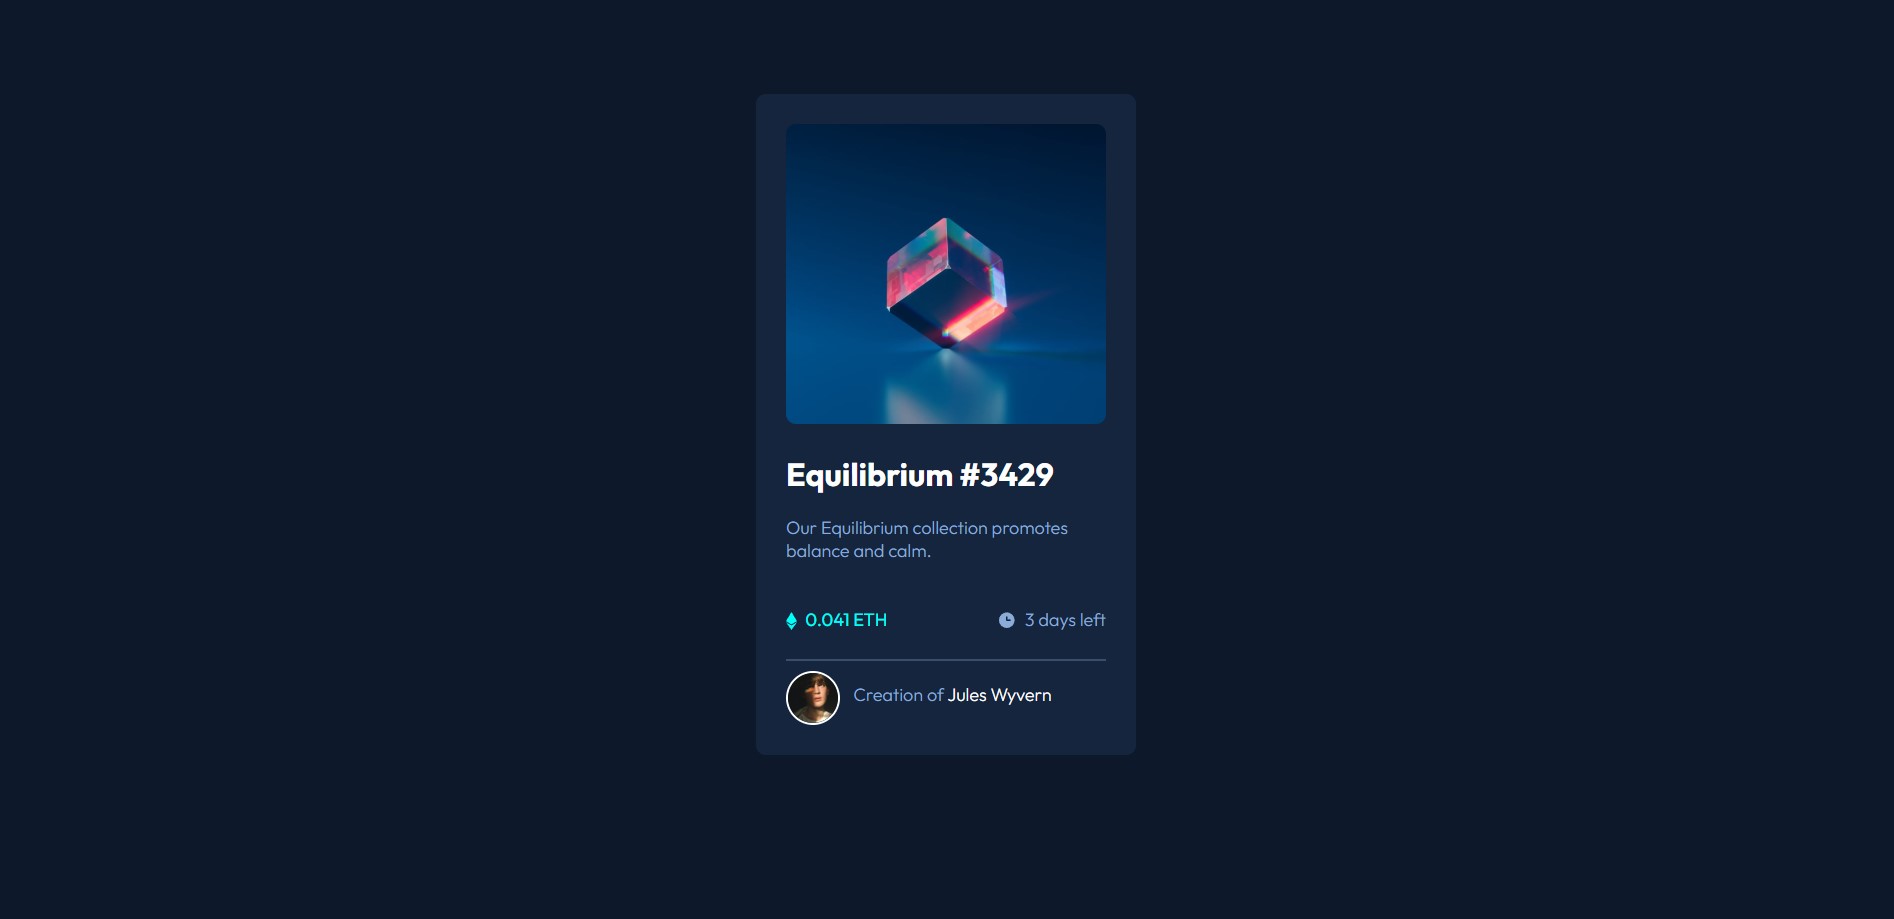 Equilibrium #3429
Our Equilibrium collection promotes
balance and calm.
0.041 ETH
3 days left
Creation of Jules Wyvern